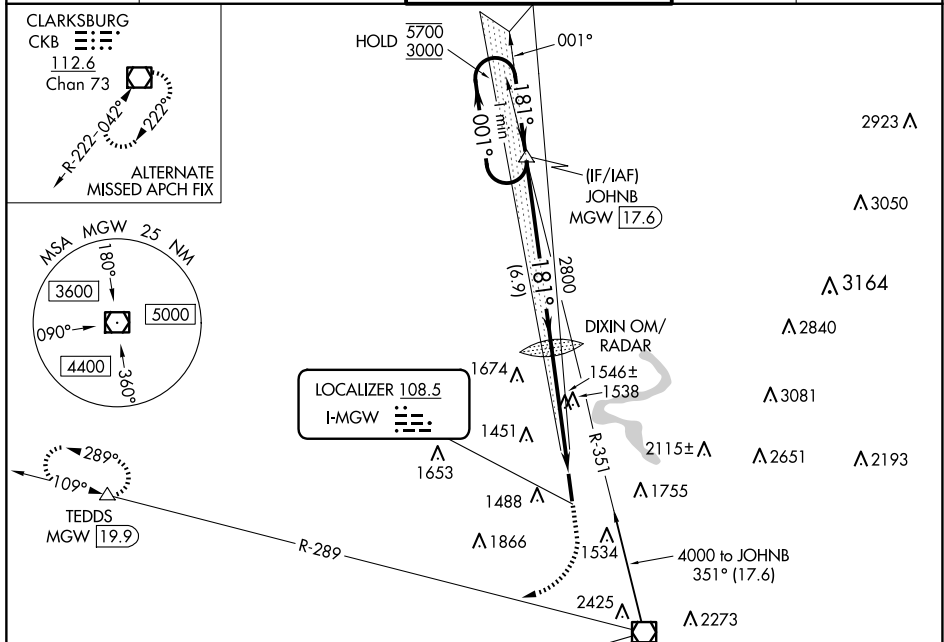 CLARKSBURG
CKB
112.6
Chan 73
R-222
042°
222°
ALTERNATE
MISSED APCH FIX
HOLD 5700
3000
001°
181°
1 min
001°
(IF/IAF)
JOHNB
MGW 17.6
2923
3050
3164
2840
3081
2651
2193
MSA MGW 25 NM
180°
3600
5000
090°
4400
360°
(6.9)
181°
2800
DIXIN OM/
RADAR
1674
1546±
1538
LOCALIZER 108.5
I-MGW
1451
1653
R-351
2115±
1488
1755
289°
109°
TEDDS
MGW 19.9
R-289
1866
1534
4000 to JOHNB
351° (17.6)
2425
2273